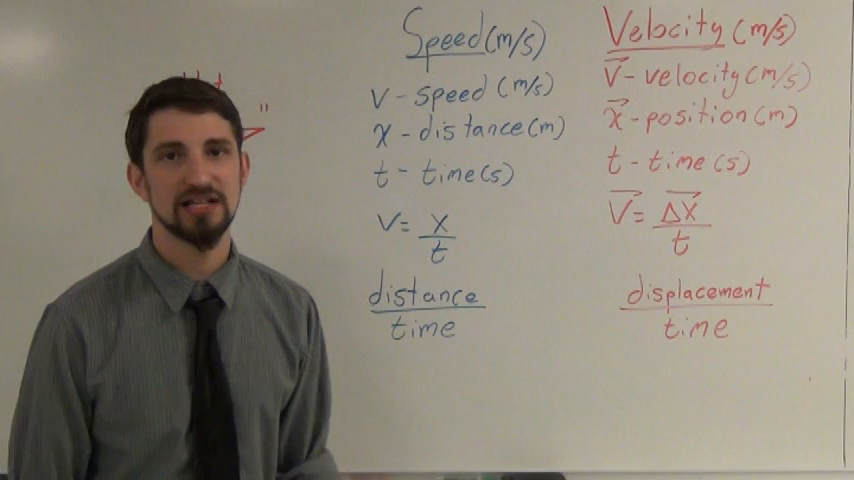 Speed (m/s)
v - speed (m/s)
x - distance (m)
t - time (s)
v = x
t
distance
time
Velocity (m/s)
v⃗ - velocity (m/s)
x⃗ - position (m)
t - time (s)
v⃗ = Δx⃗
t
displacement
time